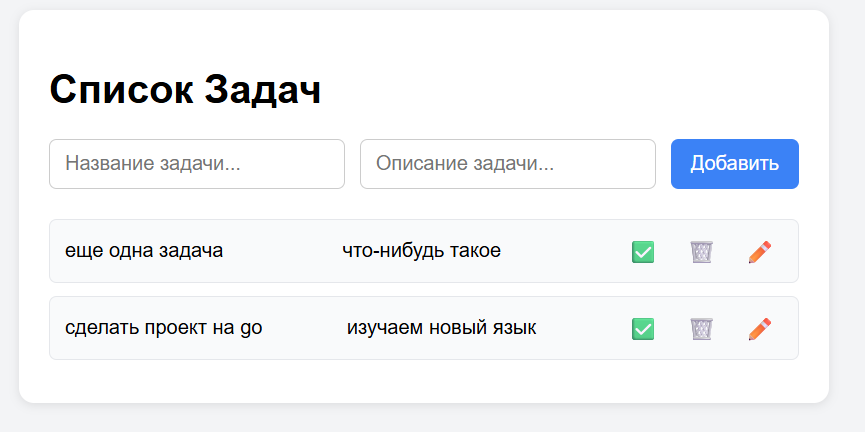 Список Задач
Название задачи... Описание задачи... Добавить
еще одна задача что-нибудь такое
сделать проект на go изучаем новый язык